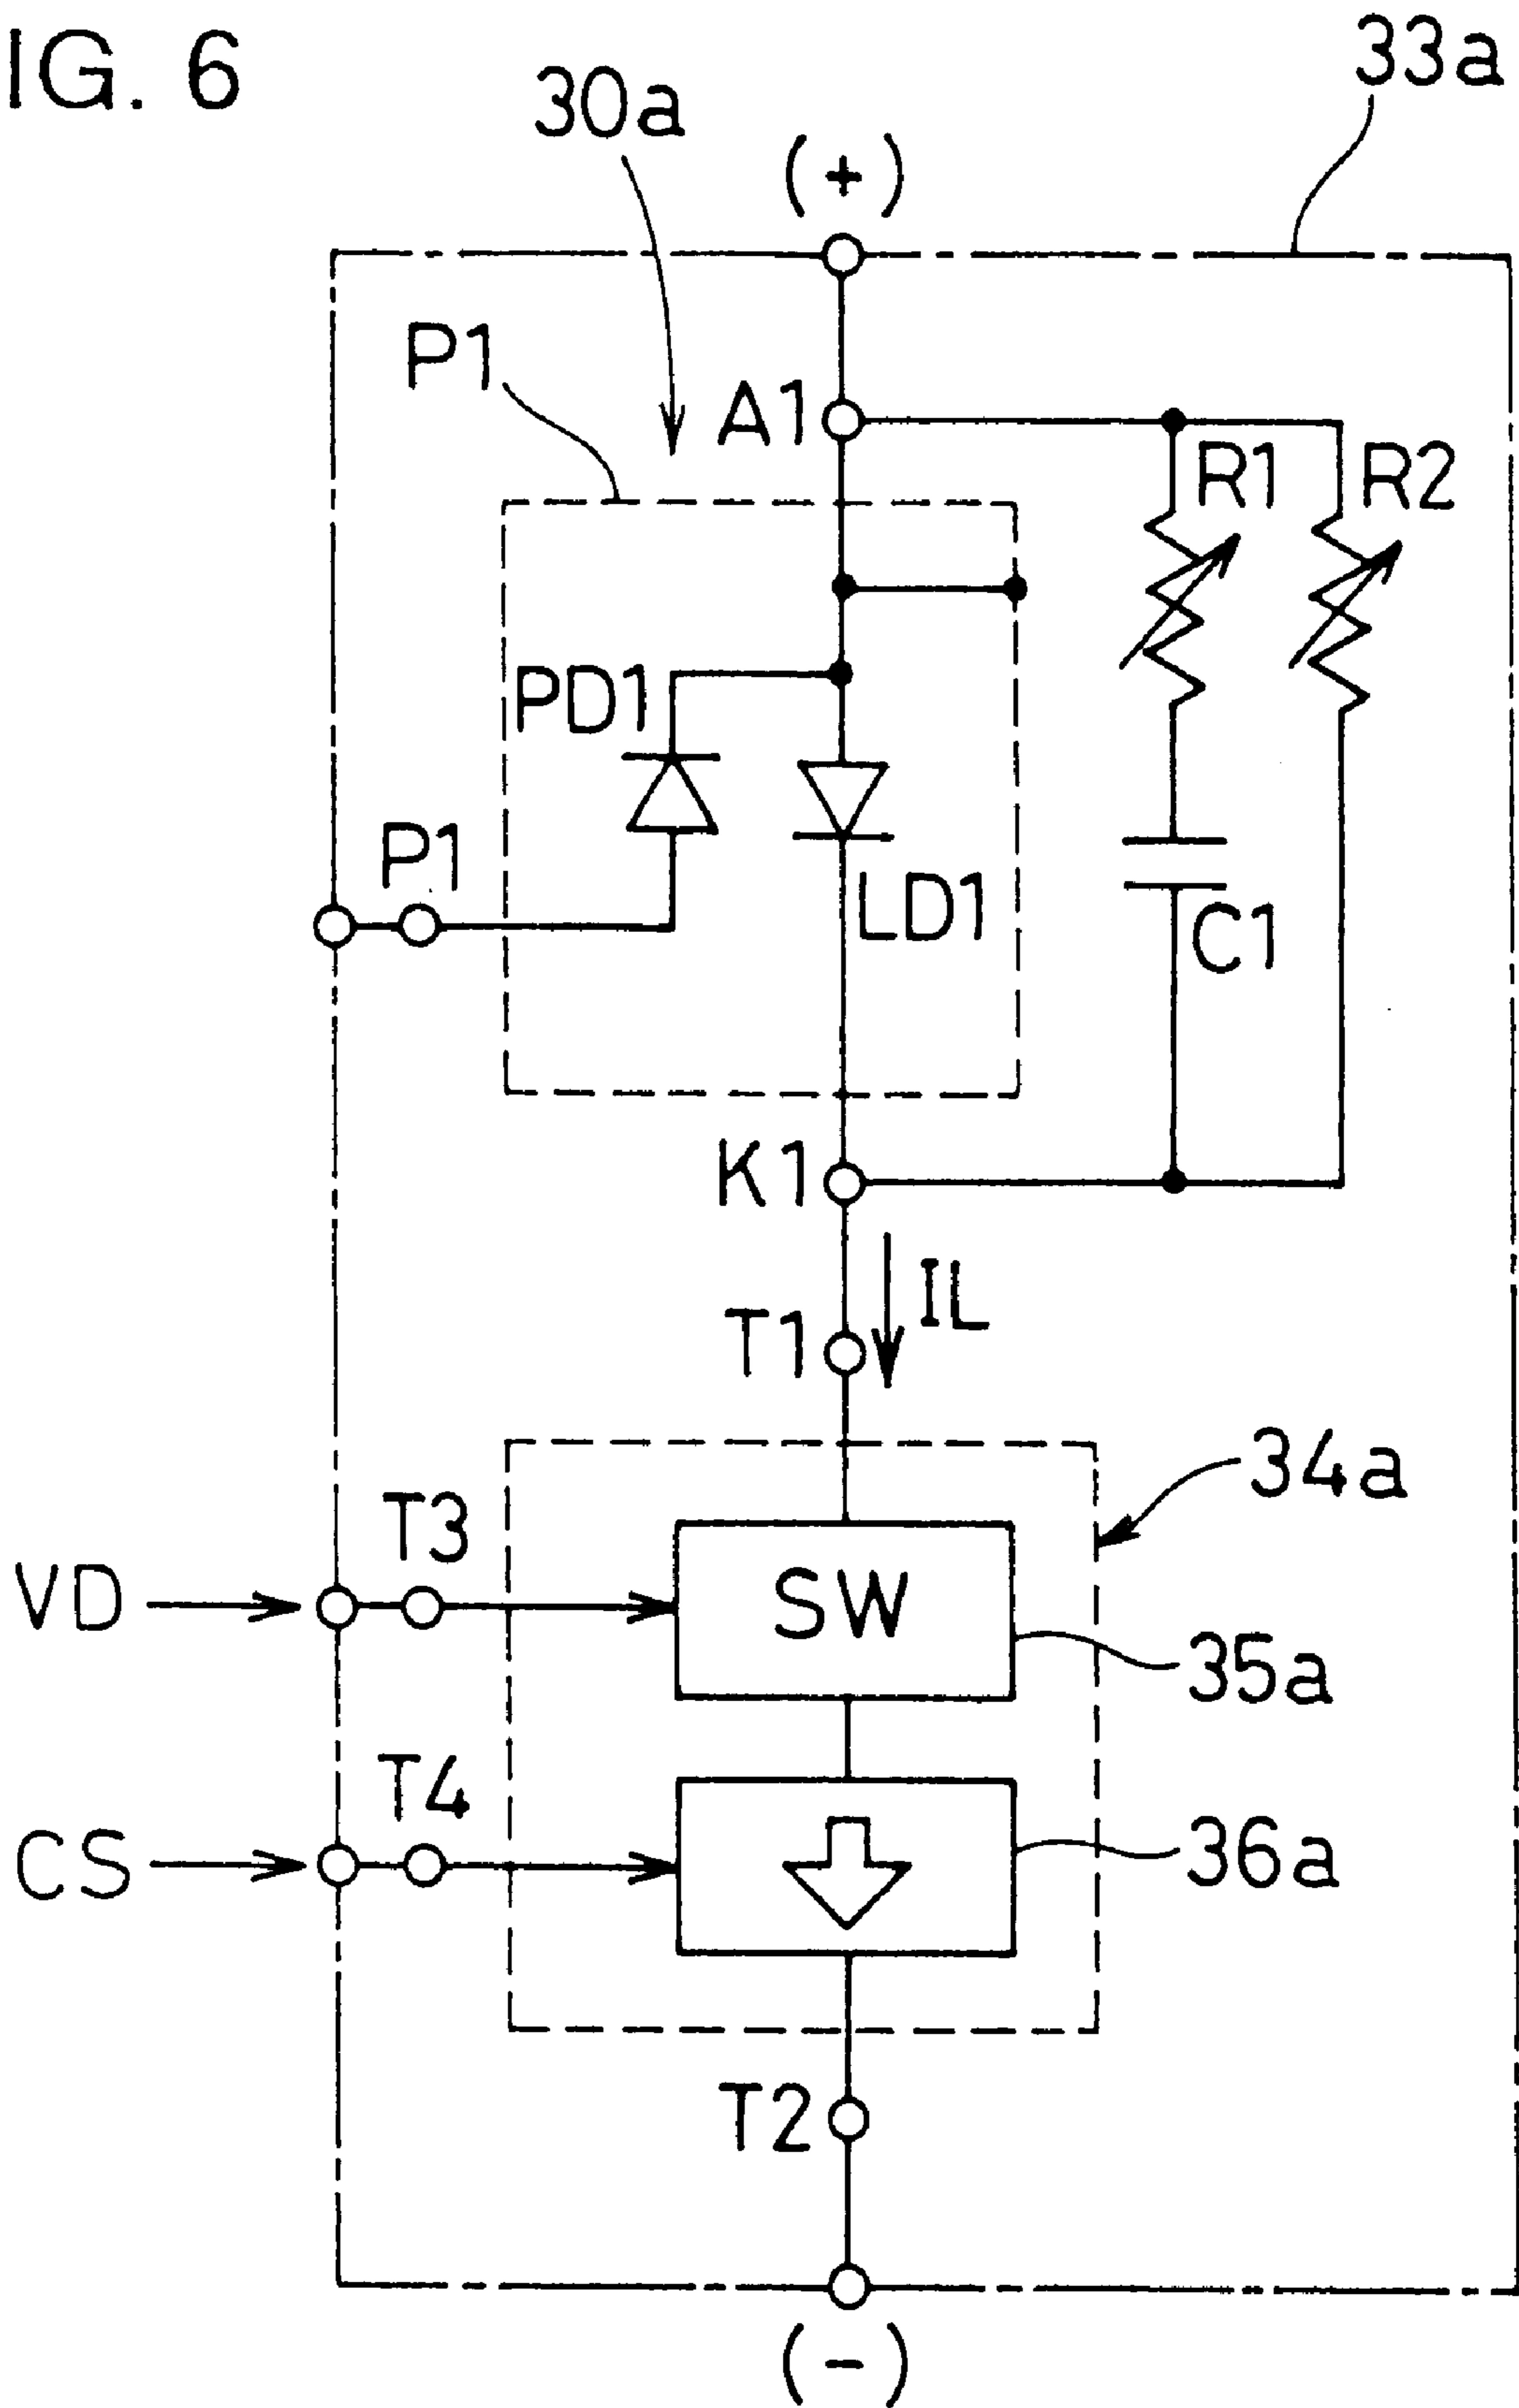 IG. 6
33a
30a
(+)
P1
A1
R1
R2
PD1
P1
LD1
C1
K1
IL
T1
34a
T3
VD
SW
35a
T4
CS
36a
T2
(-)